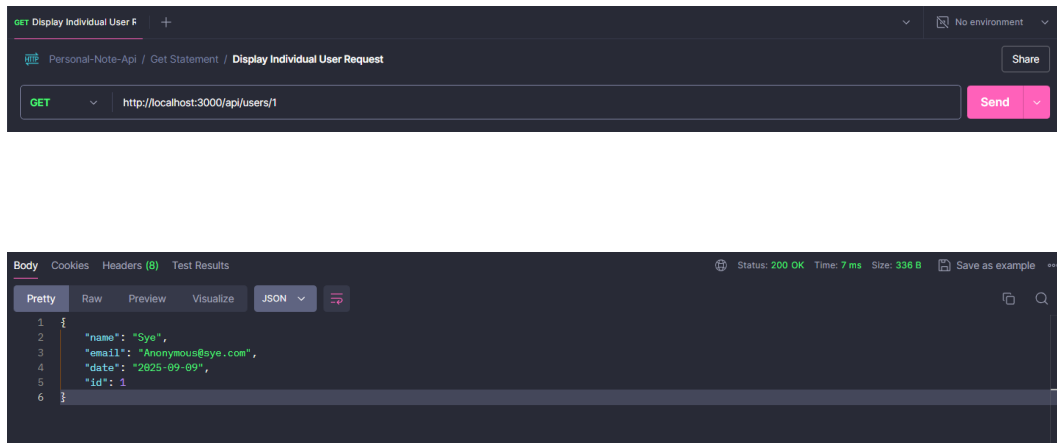 GET Display Individual User R
No environment
HTTP Personal-Note-Api / Get Statement / Display Individual User Request
Share
GET http://localhost:3000/api/users/1 Send
Body Cookies Headers (8) Test Results Status: 200 OK Time: 7 ms Size: 336 B Save as example
Pretty Raw Preview Visualize JSON
1 {
2 "name": "Sye",
3 "email": "Anonymous@sye.com",
4 "date": "2025-09-09",
5 "id": 1
6 }